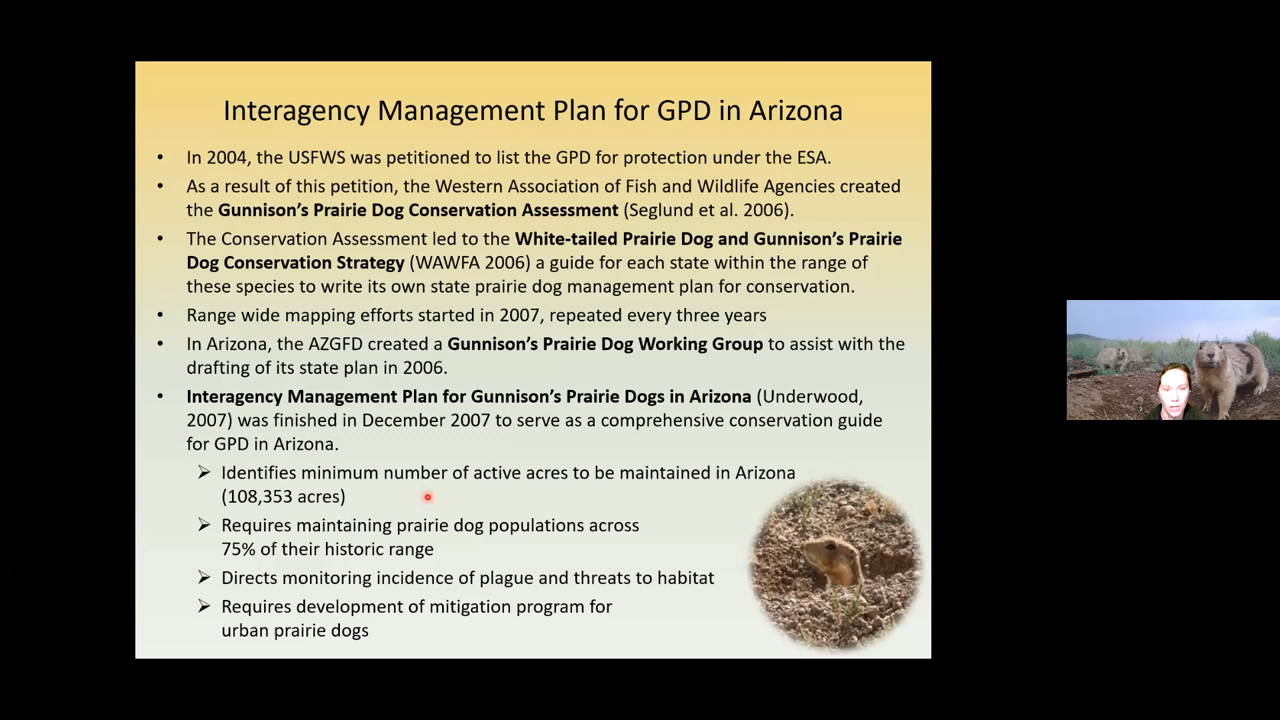 Interagency Management Plan for GPD in Arizona
• In 2004, the USFWS was petitioned to list the GPD for protection under the ESA.
• As a result of this petition, the Western Association of Fish and Wildlife Agencies created
the Gunnison's Prairie Dog Conservation Assessment (Seglund et al. 2006).
• The Conservation Assessment led to the White-tailed Prairie Dog and Gunnison's Prairie
Dog Conservation Strategy (WAWFA 2006) a guide for each state within the range of
these species to write its own state prairie dog management plan for conservation.
• Range wide mapping efforts started in 2007, repeated every three years
• In Arizona, the AZGFD created a Gunnison's Prairie Dog Working Group to assist with the
drafting of its state plan in 2006.
• Interagency Management Plan for Gunnison's Prairie Dogs in Arizona (Underwood,
2007) was finished in December 2007 to serve as a comprehensive conservation guide
for GPD in Arizona.
➢ Identifies minimum number of active acres to be maintained in Arizona
(108,353 acres)
➢ Requires maintaining prairie dog populations across
75% of their historic range
➢ Directs monitoring incidence of plague and threats to habitat
➢ Requires development of mitigation program for
urban prairie dogs